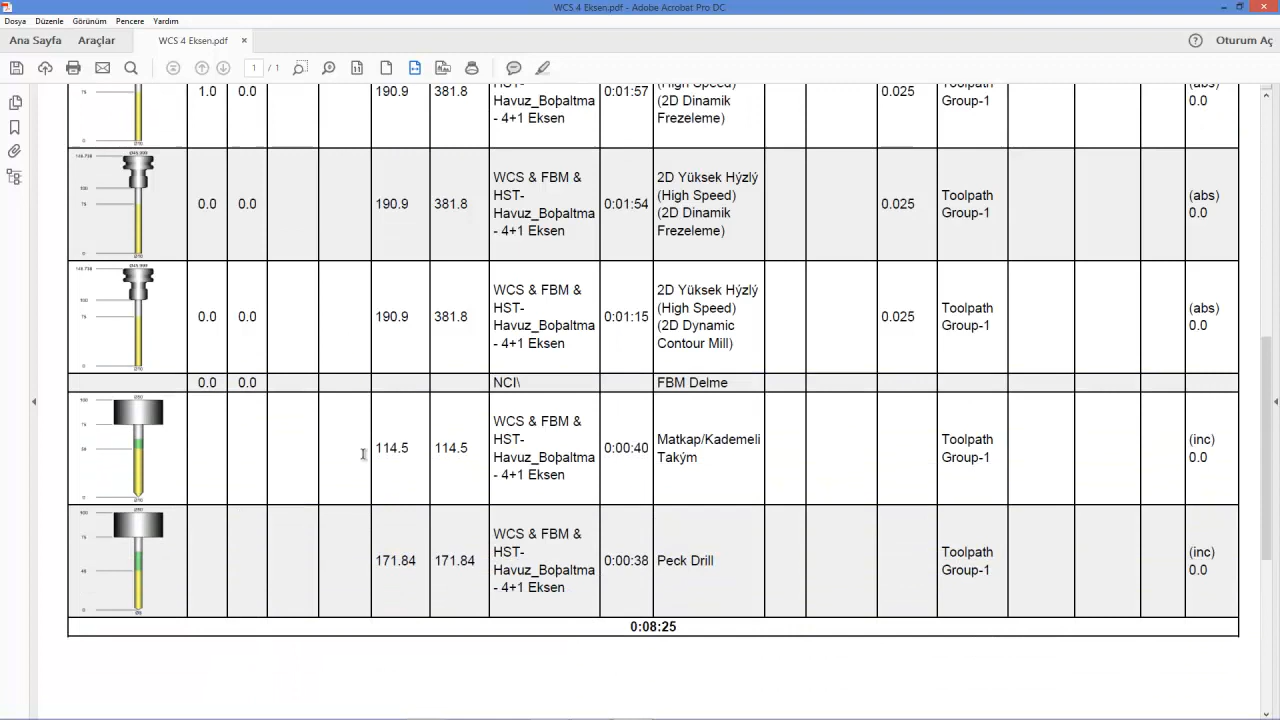 WCS 4 Eksen.pdf - Adobe Acrobat Pro DC
Dosya Düzenle Görünüm Pencere Yardım
Ana Sayfa Araçlar WCS 4 Eksen.pdf × Oturum Aç
1 / 1
1.0 0.0 190.9 381.8 HST- 0:01:57 (High Speed) 0.025 Toolpath (abs)
Havuz_Boþaltma (2D Dinamik Group-1 0.0
- 4+1 Eksen Frezeleme)
WCS & FBM & 2D Yüksek Hýzlý
HST- (High Speed) Toolpath (abs)
0.0 0.0 190.9 381.8 0:01:54 0.025
Havuz_Boþaltma (2D Dinamik Group-1 0.0
- 4+1 Eksen Frezeleme)
WCS & FBM & 2D Yüksek Hýzlý
HST- (High Speed) Toolpath (abs)
0.0 0.0 190.9 381.8 0:01:15 0.025
Havuz_Boþaltma (2D Dynamic Group-1 0.0
- 4+1 Eksen Contour Mill)
0.0 0.0 NCI\ FBM Delme
WCS & FBM &
HST- Matkap/Kademeli Toolpath (inc)
114.5 114.5 0:00:40
Havuz_Boþaltma Takým Group-1 0.0
- 4+1 Eksen
WCS & FBM &
HST- Toolpath (inc)
171.84 171.84 0:00:38 Peck Drill
Havuz_Boþaltma Group-1 0.0
- 4+1 Eksen
0:08:25